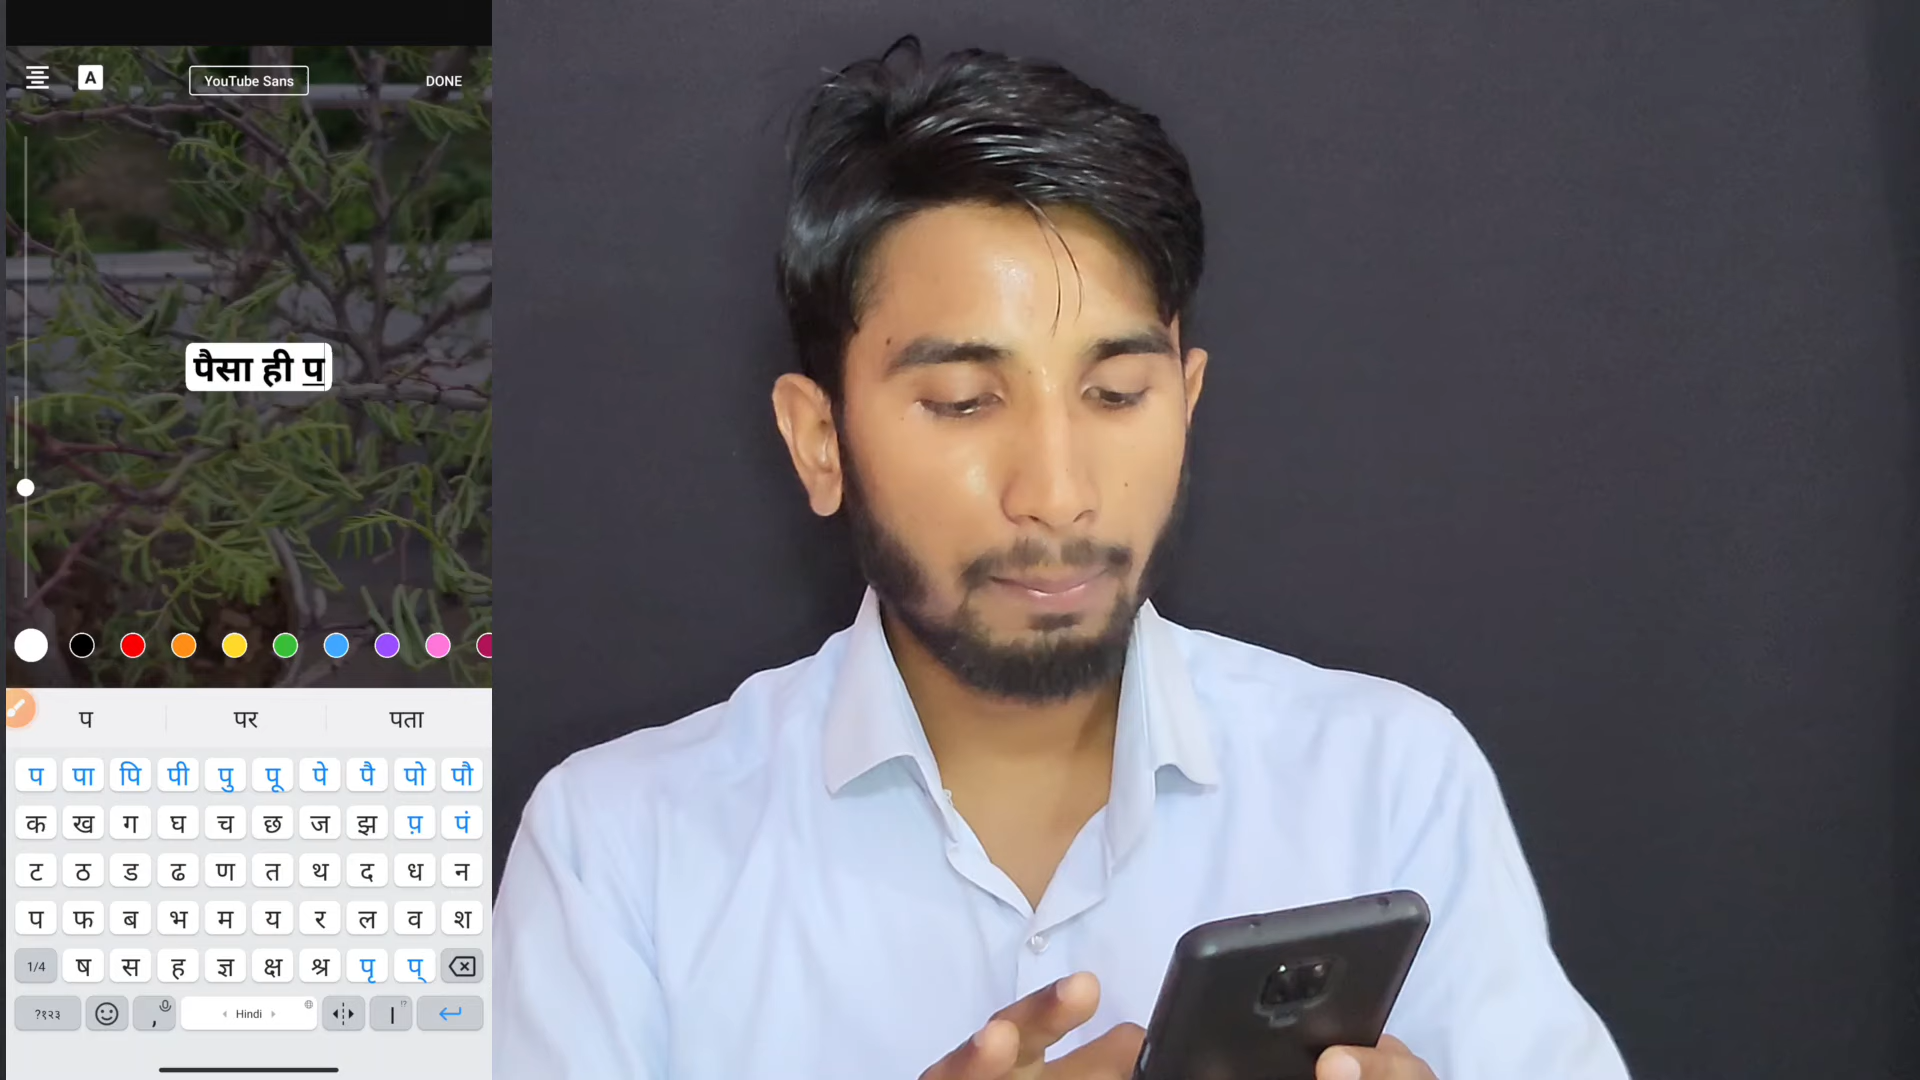 A
YouTube Sans
DONE
पैसा ही प
प पर पता
प पा पि पी पु पू पे पै पो पौ
क ख ग घ च छ ज झ प़ पं
ट ठ ड ढ ण त थ द ध न
प फ ब भ म य र ल व श
1/4 ष स ह ज्ञ क्ष श्र पृ प्
?१२३ , Hindi । !?